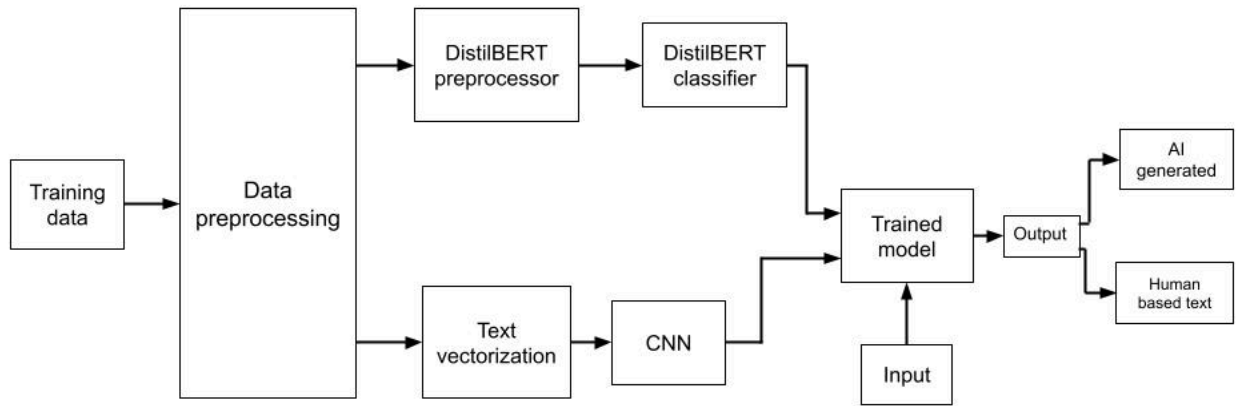 Training
data
Data
preprocessing
DistilBERT
preprocessor
DistilBERT
classifier
Text
vectorization
CNN
Trained
model
Input
Output
AI
generated
Human
based text